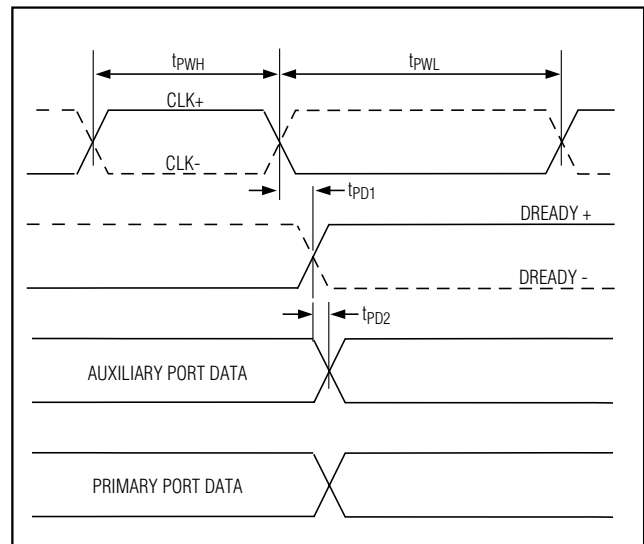 tPWH
tPWL
CLK+
CLK-
tPD1
DREADY +
DREADY -
tPD2
AUXILIARY PORT DATA
PRIMARY PORT DATA